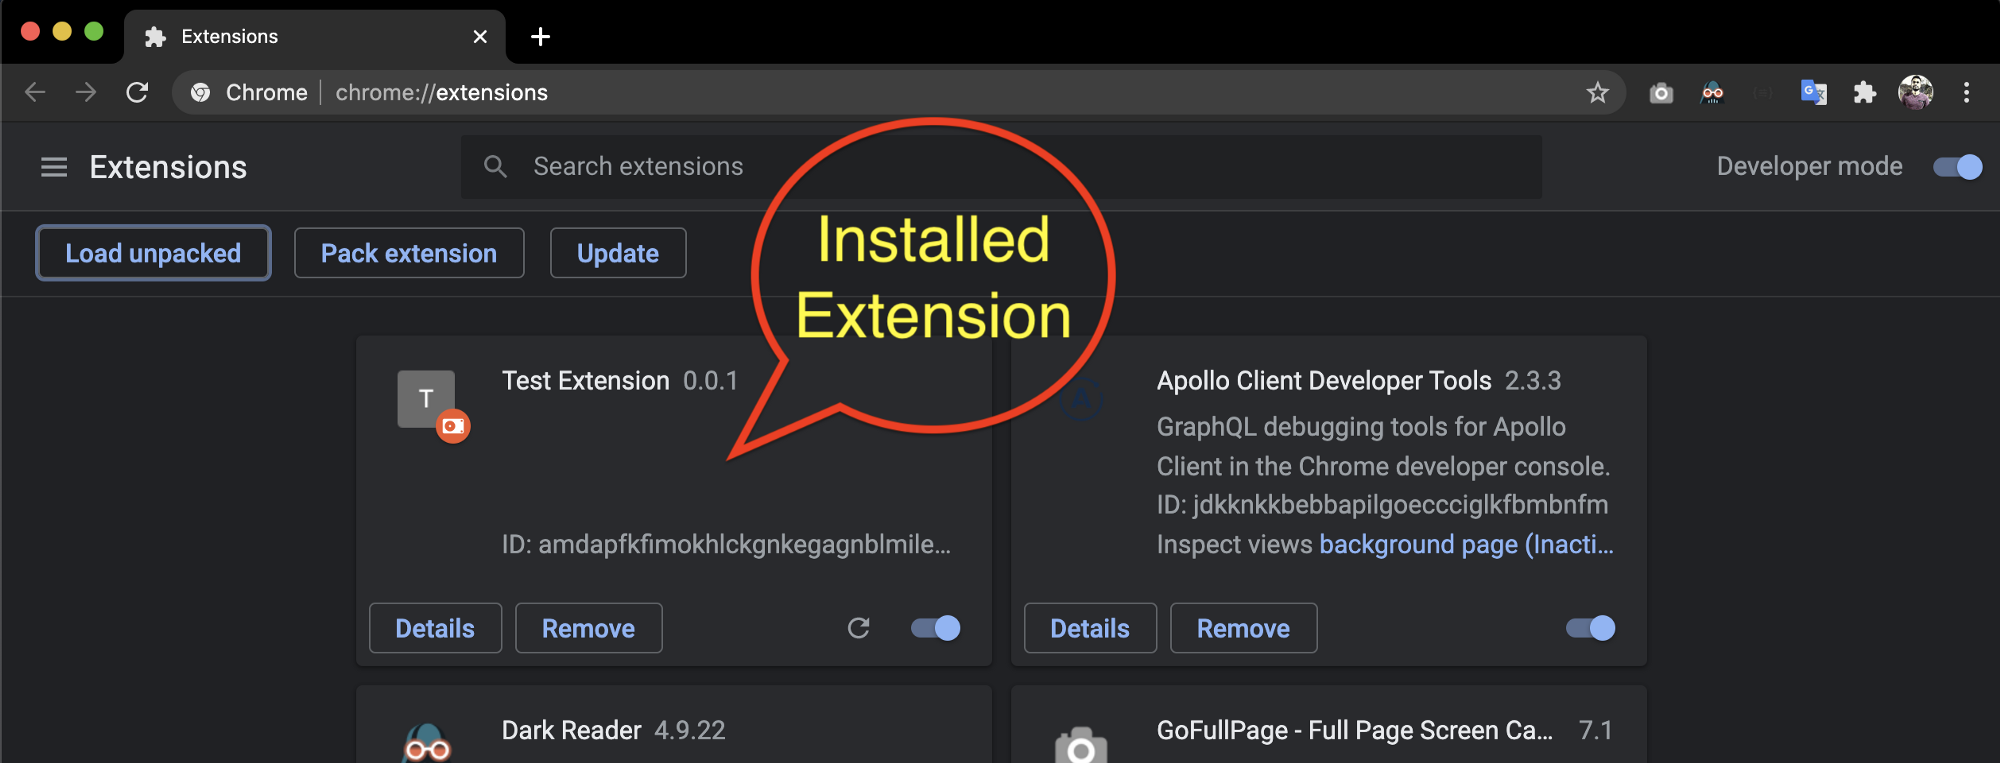 Extensions
Chrome chrome://extensions
Extensions
Search extensions
Developer mode
Load unpacked
Pack extension
Update
Installed
Extension
T
Test Extension 0.0.1
ID: amdapfkfimokhlckgnkegagnblmile...
Details
Remove
A
Apollo Client Developer Tools 2.3.3
GraphQL debugging tools for Apollo
Client in the Chrome developer console.
ID: jdkknkkbebbapilgoeccciglkfbmbnfm
Inspect views background page (Inacti...
Details
Remove
Dark Reader 4.9.22
GoFullPage - Full Page Screen Ca... 7.1